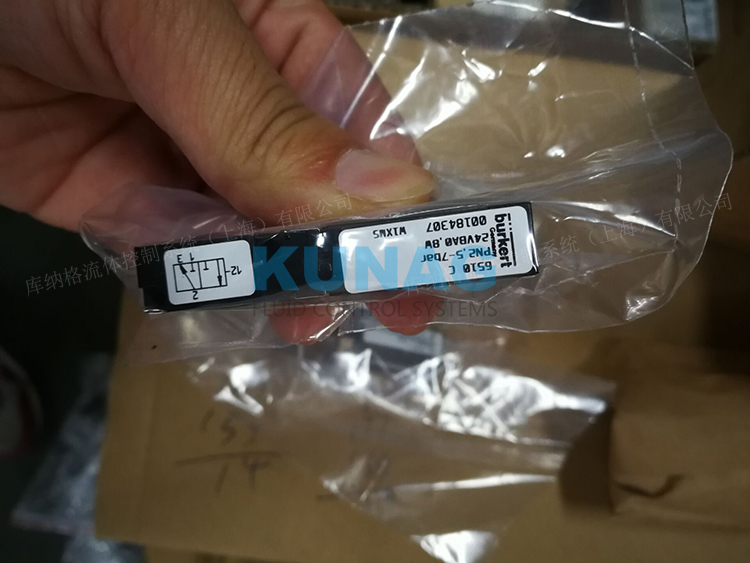 bürkert
Germany
6510 C
PN2,5-7bar
24VBA0,8W
00184307
W1XW5
12
2
1 3
KUNAG
FLUID CONTROL SYSTEMS
库纳格流体控制系统（上海）有限公司
系统（上海）有限公司